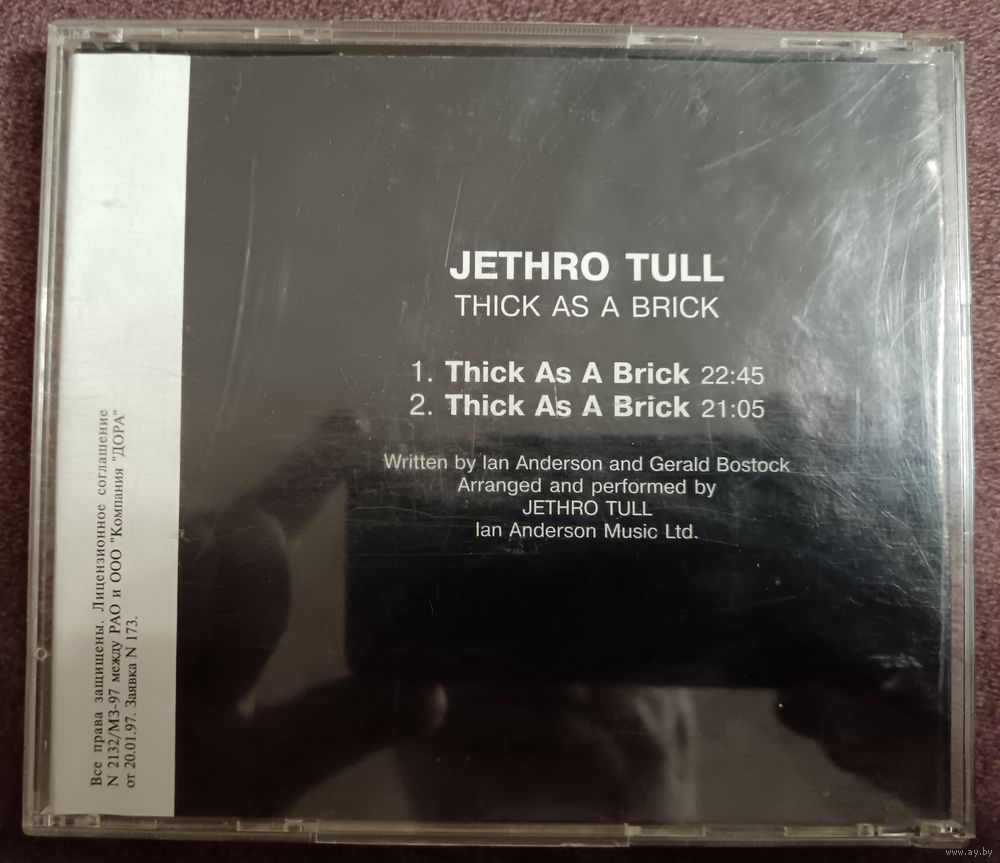 JETHRO TULL
THICK AS A BRICK
1. Thick As A Brick 22:45
2. Thick As A Brick 21:05
Written by Ian Anderson and Gerald Bostock
Arranged and performed by
JETHRO TULL
Ian Anderson Music Ltd.
Все права защищены. Лицензионное соглашение
N 2132/МЗ-97 между РАО и ООО "Компания "ДОРА"
от 20.01.97. Заявка N 173.
www.ay.by